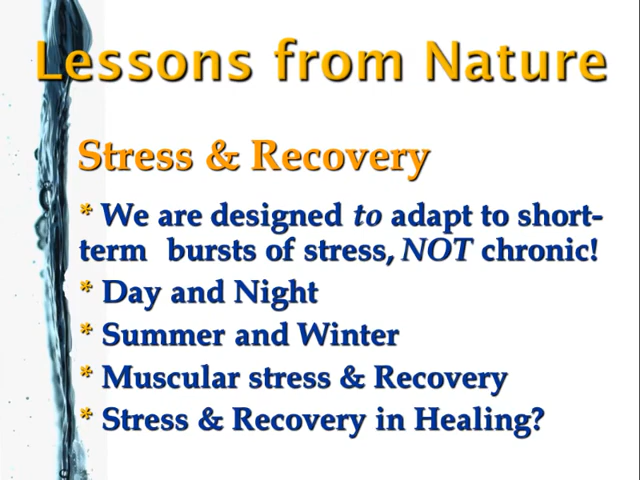 Lessons from Nature
Stress & Recovery
* We are designed to adapt to short-
term bursts of stress, NOT chronic!
* Day and Night
* Summer and Winter
* Muscular stress & Recovery
* Stress & Recovery in Healing?